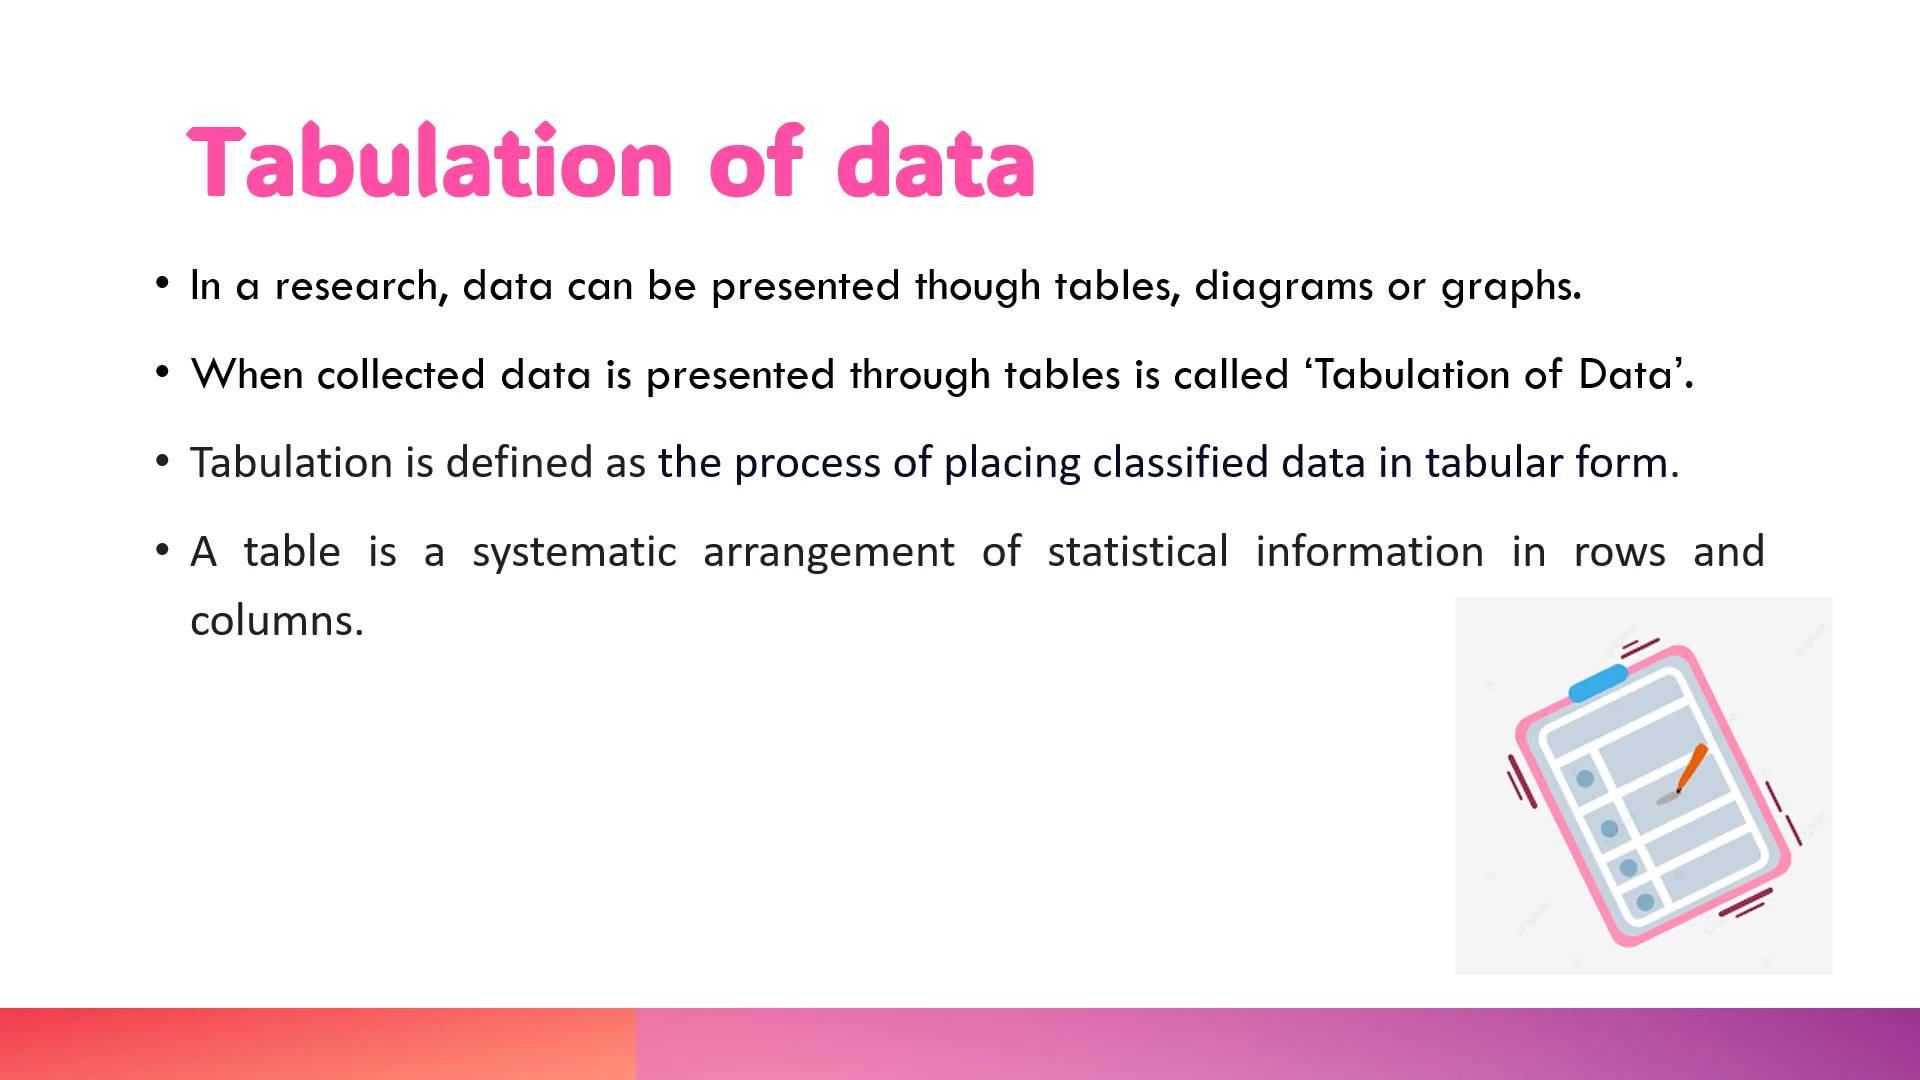 Tabulation of data
• In a research, data can be presented though tables, diagrams or graphs.
• When collected data is presented through tables is called ‘Tabulation of Data’.
• Tabulation is defined as the process of placing classified data in tabular form.
• A table is a systematic arrangement of statistical information in rows and
columns.